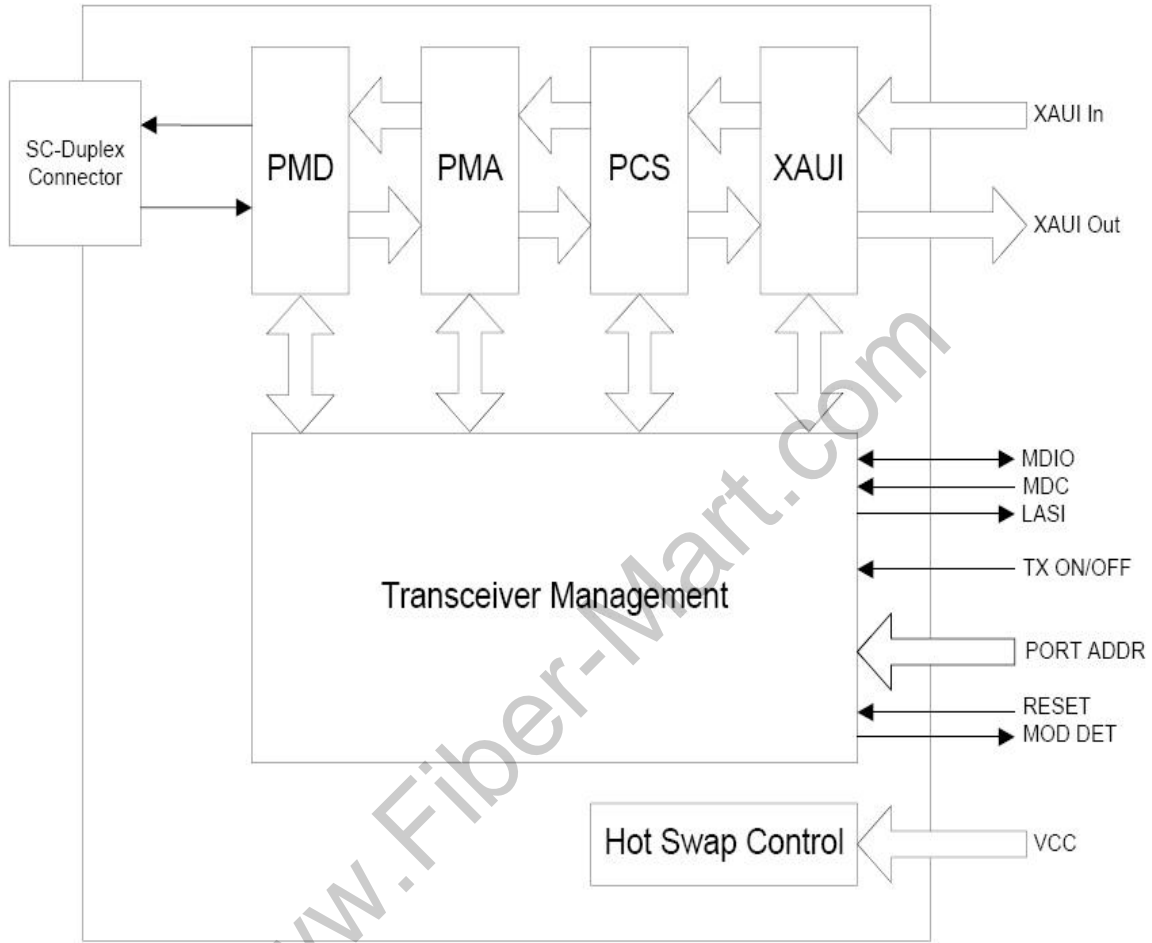 SC-Duplex
Connector
PMD
PMA
PCS
XAUI
XAUI In
XAUI Out
MDIO
MDC
LASI
TX ON/OFF
Transceiver Management
PORT ADDR
RESET
MOD DET
Hot Swap Control
VCC
ww.Fiber-Mart.com